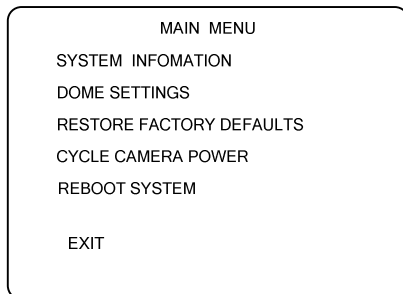 MAIN MENU
SYSTEM INFOMATION
DOME SETTINGS
RESTORE FACTORY DEFAULTS
CYCLE CAMERA POWER
REBOOT SYSTEM
EXIT